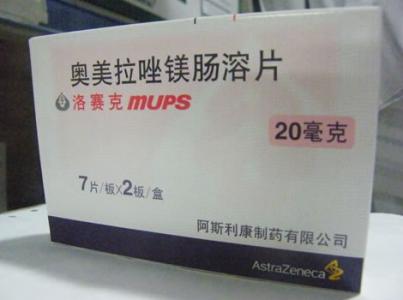 奥美拉唑镁肠溶片
洛赛克 MUPS
20毫克
7片/板X2板/盒
阿斯利康制药有限公司
AstraZeneca